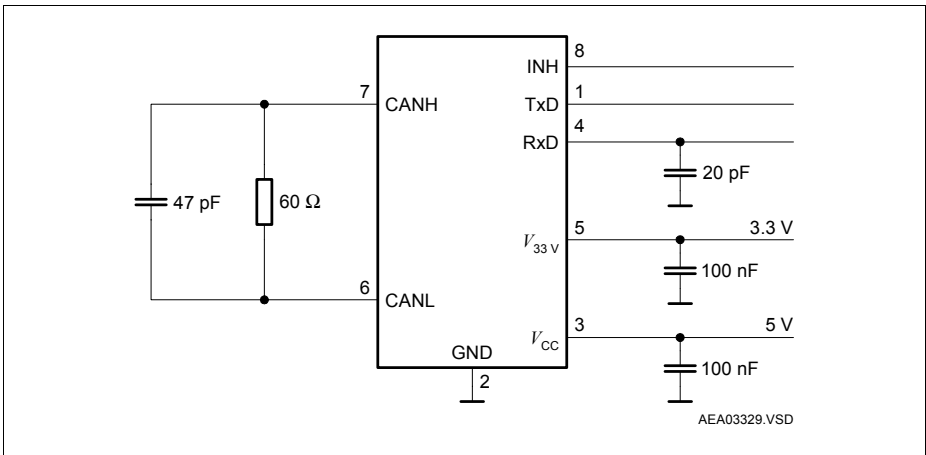 8
INH
1
7
CANH
TxD
4
RxD
20 pF
47 pF
60 Ω
5
3.3 V
V33 V
100 nF
6
CANL
3
5 V
VCC
GND
100 nF
2
AEA03329.VSD